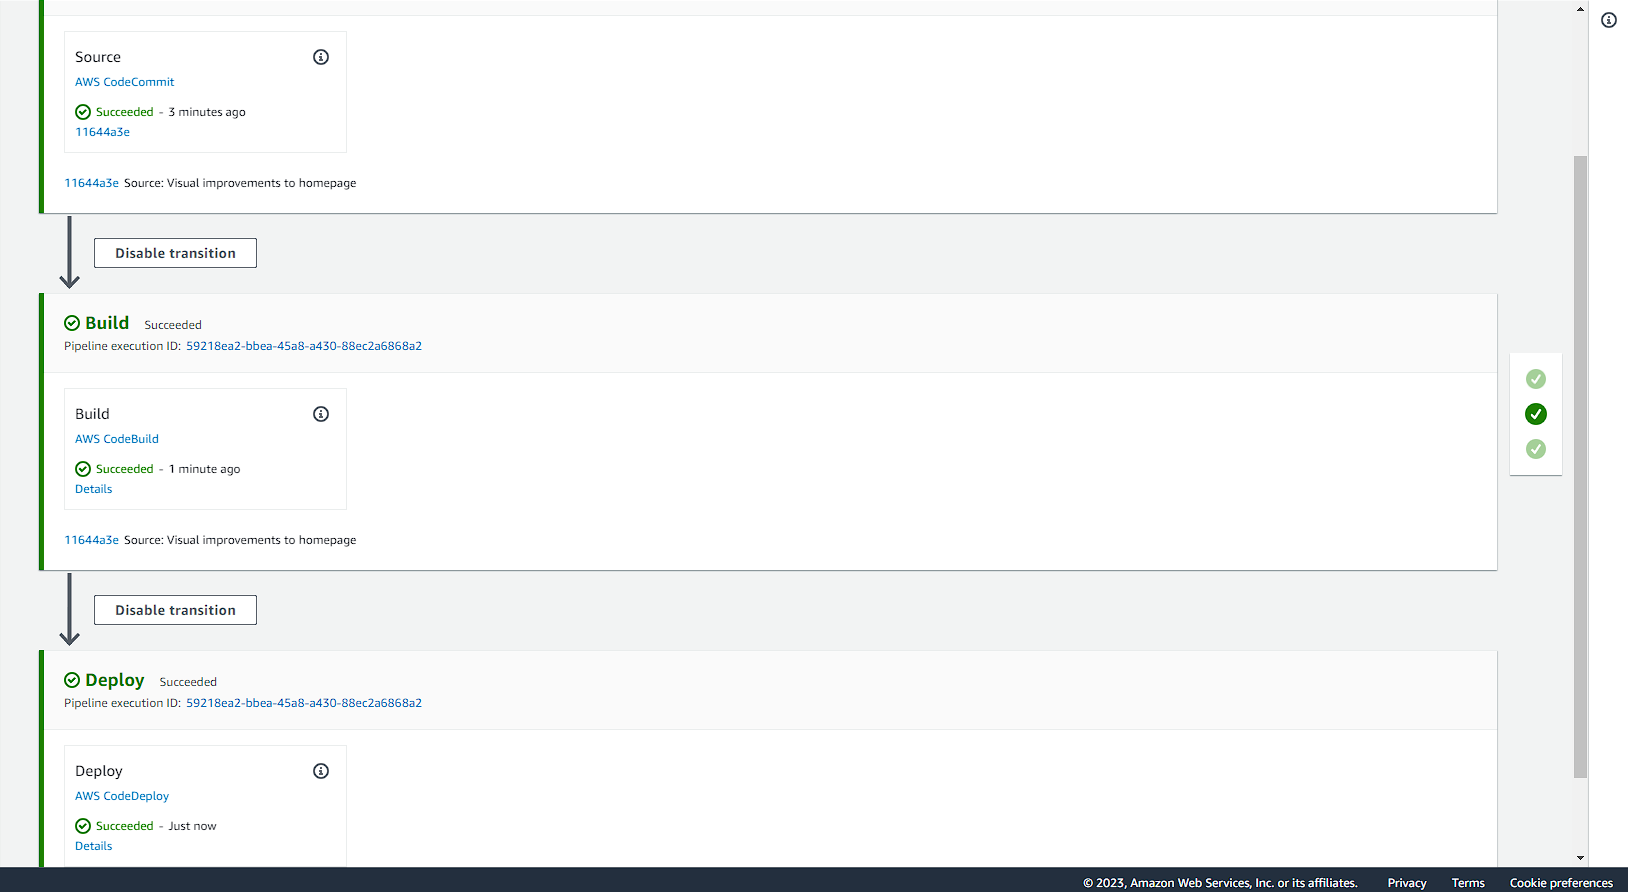 Source
AWS CodeCommit
Succeeded - 3 minutes ago
11644a3e
11644a3e Source: Visual improvements to homepage
Disable transition
Build Succeeded
Pipeline execution ID: 59218ea2-bbea-45a8-a430-88ec2a6868a2
Build
AWS CodeBuild
Succeeded - 1 minute ago
Details
11644a3e Source: Visual improvements to homepage
Disable transition
Deploy Succeeded
Pipeline execution ID: 59218ea2-bbea-45a8-a430-88ec2a6868a2
Deploy
AWS CodeDeploy
Succeeded - Just now
Details
© 2023, Amazon Web Services, Inc. or its affiliates. Privacy Terms Cookie preferences